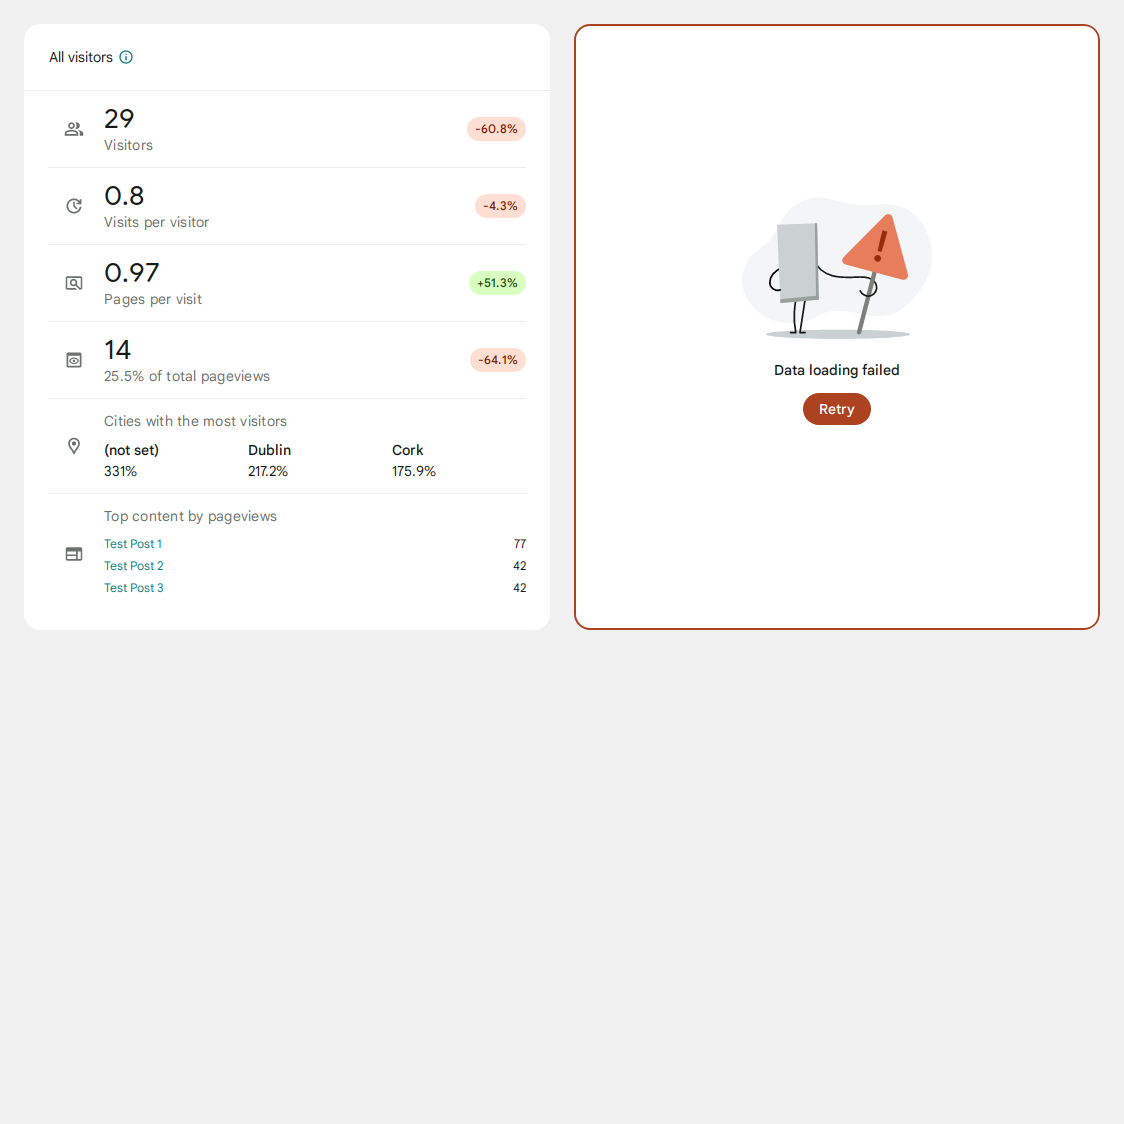 All visitors
29
Visitors
-60.8%
0.8
Visits per visitor
-4.3%
0.97
Pages per visit
+51.3%
14
25.5% of total pageviews
-64.1%
Cities with the most visitors
(not set) Dublin Cork
331% 217.2% 175.9%
Top content by pageviews
Test Post 1 77
Test Post 2 42
Test Post 3 42
Data loading failed
Retry